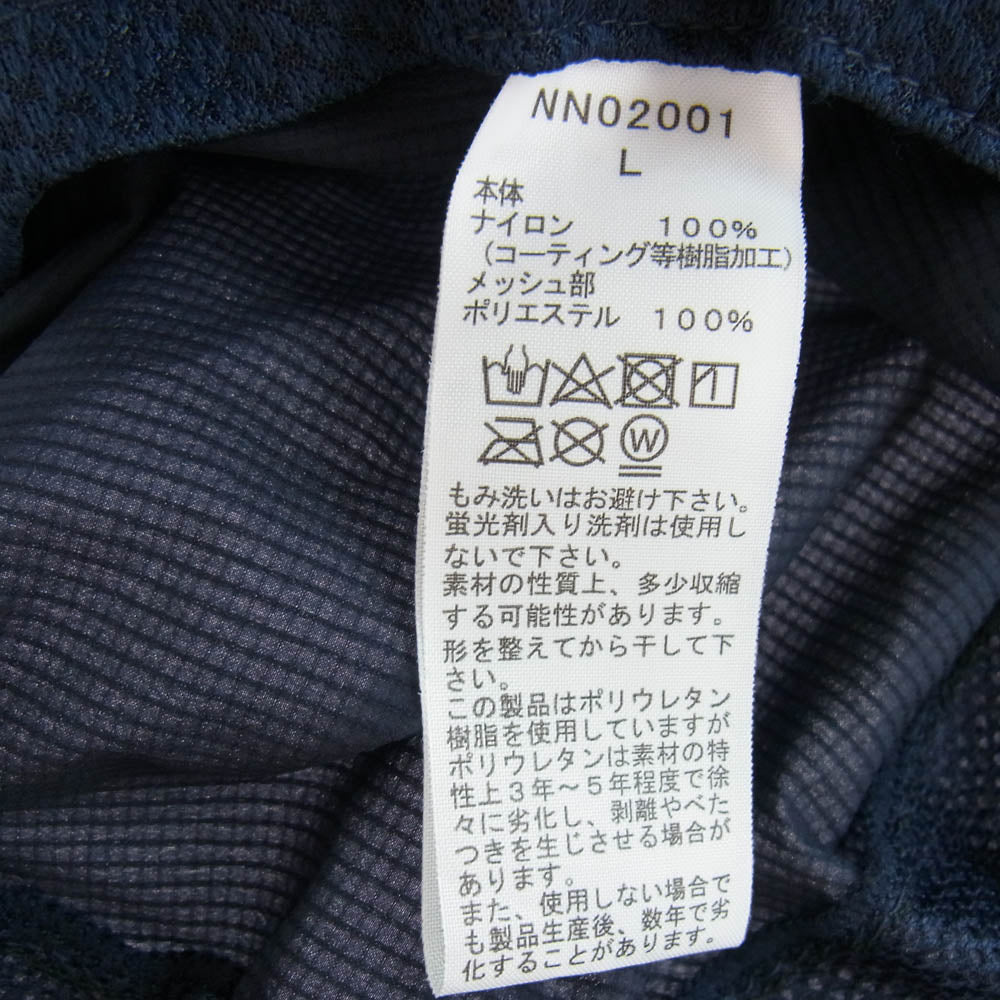 NN02001
L
本体
ナイロン 100%
(コーティング等樹脂加工)
メッシュ部
ポリエステル 100%
W
もみ洗いはお避け下さい。
蛍光剤入り洗剤は使用し
ないで下さい。
素材の性質上、多少収縮
する可能性があります。
形を整えてから干して下
さい。
この製品はポリウレタン
樹脂を使用していますが
ポリウレタンは素材の特
性上3年～5年程度で徐
々に劣化し、剥離やべた
つきを生じさせる場合が
あります。
また、使用しない場合で
も製品生産後、数年で劣
化することがあります。